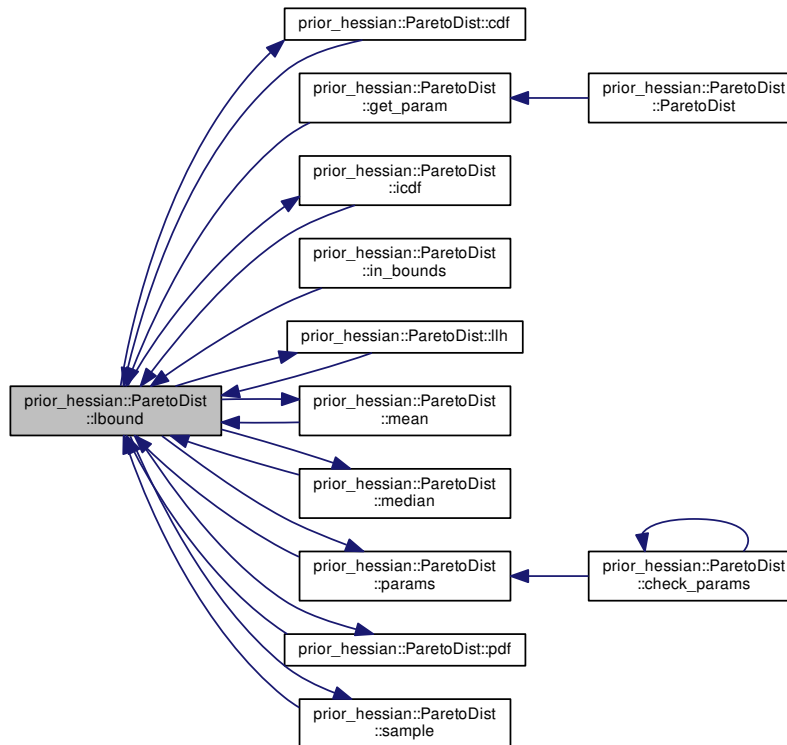 prior_hessian::ParetoDist::cdf
prior_hessian::ParetoDist
::get_param
prior_hessian::ParetoDist
::ParetoDist
prior_hessian::ParetoDist
::icdf
prior_hessian::ParetoDist
::in_bounds
prior_hessian::ParetoDist::llh
prior_hessian::ParetoDist
::lbound
prior_hessian::ParetoDist
::mean
prior_hessian::ParetoDist
::median
prior_hessian::ParetoDist
::params
prior_hessian::ParetoDist
::check_params
prior_hessian::ParetoDist::pdf
prior_hessian::ParetoDist
::sample